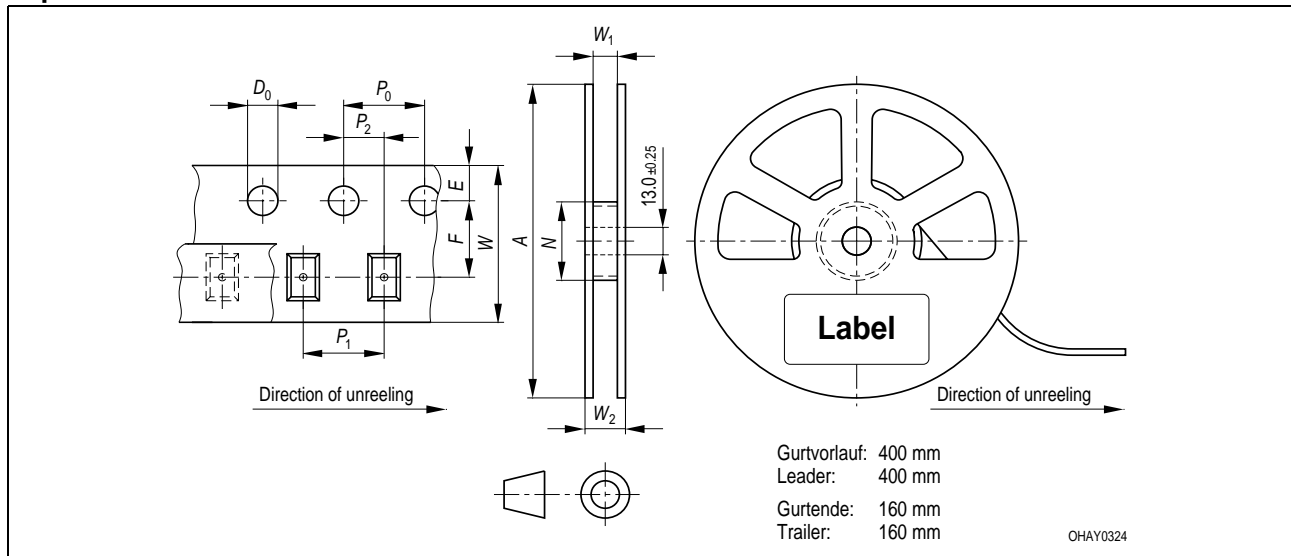 W1
D0
P0
P2
E
F
W
A
N
13.0 ±0.25
P1
W2
Label
Direction of unreeling
Direction of unreeling
Gurtvorlauf: 400 mm
Leader: 400 mm
Gurtende: 160 mm
Trailer: 160 mm
OHAY0324